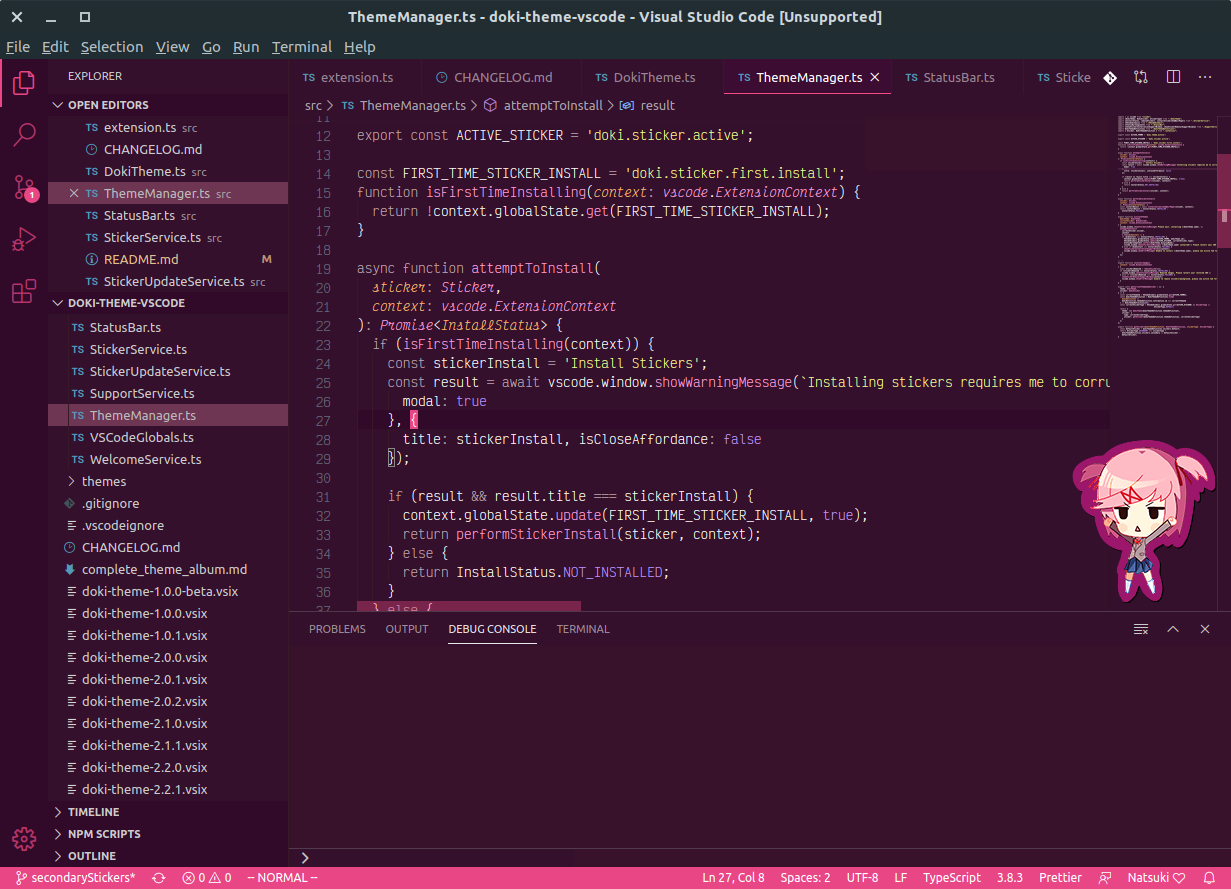 ThemeManager.ts - doki-theme-vscode - Visual Studio Code [Unsupported]
File Edit Selection View Go Run Terminal Help
EXPLORER
OPEN EDITORS
TS extension.ts src
CHANGELOG.md
TS DokiTheme.ts src
TS ThemeManager.ts src
TS StatusBar.ts src
TS StickerService.ts src
README.md M
TS StickerUpdateService.ts src
DOKI-THEME-VSCODE
TS StatusBar.ts
TS StickerService.ts
TS StickerUpdateService.ts
TS SupportService.ts
TS ThemeManager.ts
TS VSCodeGlobals.ts
TS WelcomeService.ts
themes
.gitignore
.vscodeignore
CHANGELOG.md
complete_theme_album.md
doki-theme-1.0.0-beta.vsix
doki-theme-1.0.0.vsix
doki-theme-1.0.1.vsix
doki-theme-2.0.0.vsix
doki-theme-2.0.1.vsix
doki-theme-2.0.2.vsix
doki-theme-2.1.0.vsix
doki-theme-2.1.1.vsix
doki-theme-2.2.0.vsix
doki-theme-2.2.1.vsix
TIMELINE
NPM SCRIPTS
OUTLINE
1
TS extension.ts CHANGELOG.md TS DokiTheme.ts TS ThemeManager.ts TS StatusBar.ts TS Sticke
src > TS ThemeManager.ts > attemptToInstall > result
11
12 export const ACTIVE_STICKER = 'doki.sticker.active';
13
14 const FIRST_TIME_STICKER_INSTALL = 'doki.sticker.first.install';
15 function isFirstTimeInstalling(context: vscode.ExtensionContext) {
16 return !context.globalState.get(FIRST_TIME_STICKER_INSTALL);
17 }
18
19 async function attemptToInstall(
20 sticker: Sticker,
21 context: vscode.ExtensionContext
22 ): Promise<InstallStatus> {
23 if (isFirstTimeInstalling(context)) {
24 const stickerInstall = 'Install Stickers';
25 const result = await vscode.window.showWarningMessage(`Installing stickers requires me to corru
26 modal: true
27 }, {
28 title: stickerInstall, isCloseAffordance: false
29 });
30
31 if (result && result.title === stickerInstall) {
32 context.globalState.update(FIRST_TIME_STICKER_INSTALL, true);
33 return performStickerInstall(sticker, context);
34 } else {
35 return InstallStatus.NOT_INSTALLED;
36 }
37 } else {
PROBLEMS OUTPUT DEBUG CONSOLE TERMINAL
secondaryStickers* 0 0 -- NORMAL -- Ln 27, Col 8 Spaces: 2 UTF-8 LF TypeScript 3.8.3 Prettier Natsuki♡